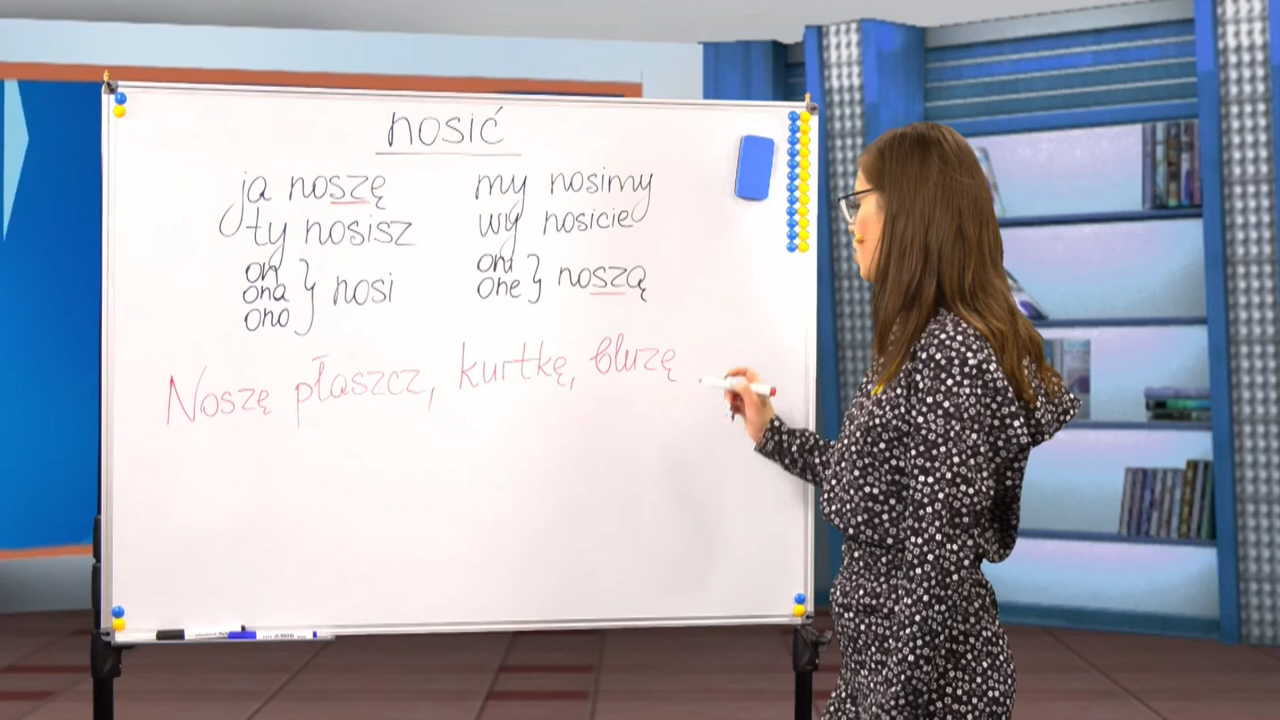 nosić
ja noszę
ty nosisz
on
ona } nosi
ono
my nosimy
wy nosicie
oni
one } noszą
Noszę płaszcz, kurtkę, bluzę